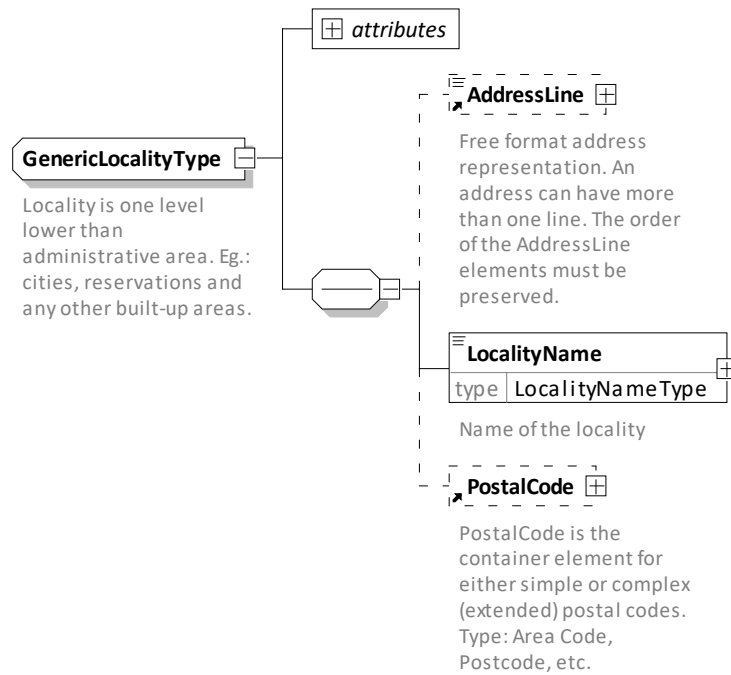 attributes
AddressLine
Free format address
representation. An
address can have more
than one line. The order
of the AddressLine
elements must be
preserved.
GenericLocalityType
Locality is one level
lower than
administrative area. Eg.:
cities, reservations and
any other built-up areas.
LocalityName
type LocalityNameType
Name of the locality
PostalCode
PostalCode is the
container element for
either simple or complex
(extended) postal codes.
Type: Area Code,
Postcode, etc.